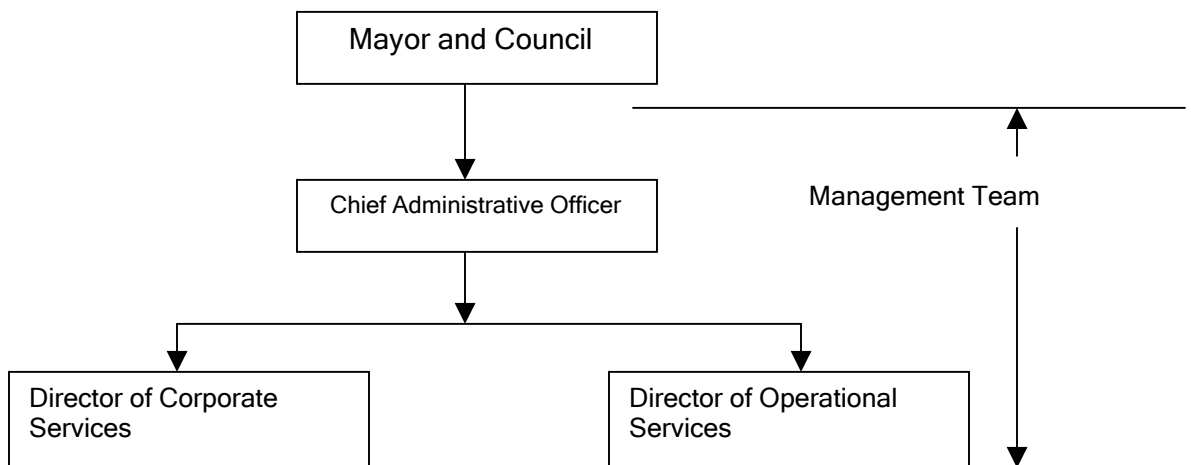 Mayor and Council
Chief Administrative Officer
Management Team
Director of Corporate
Services
Director of Operational
Services